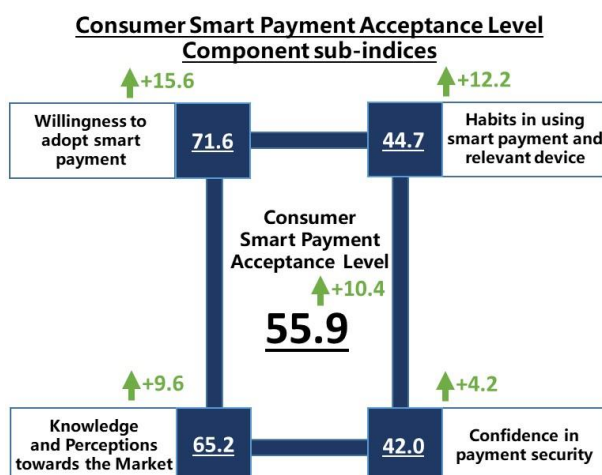 Consumer Smart Payment Acceptance Level
Component sub-indices
+15.6
+12.2
Willingness to
adopt smart
payment
71.6
44.7
Habits in using
smart payment and
relevant device
Consumer
Smart Payment
Acceptance Level
+10.4
55.9
+9.6
+4.2
Knowledge
and Perceptions
towards the Market
65.2
42.0
Confidence in
payment security